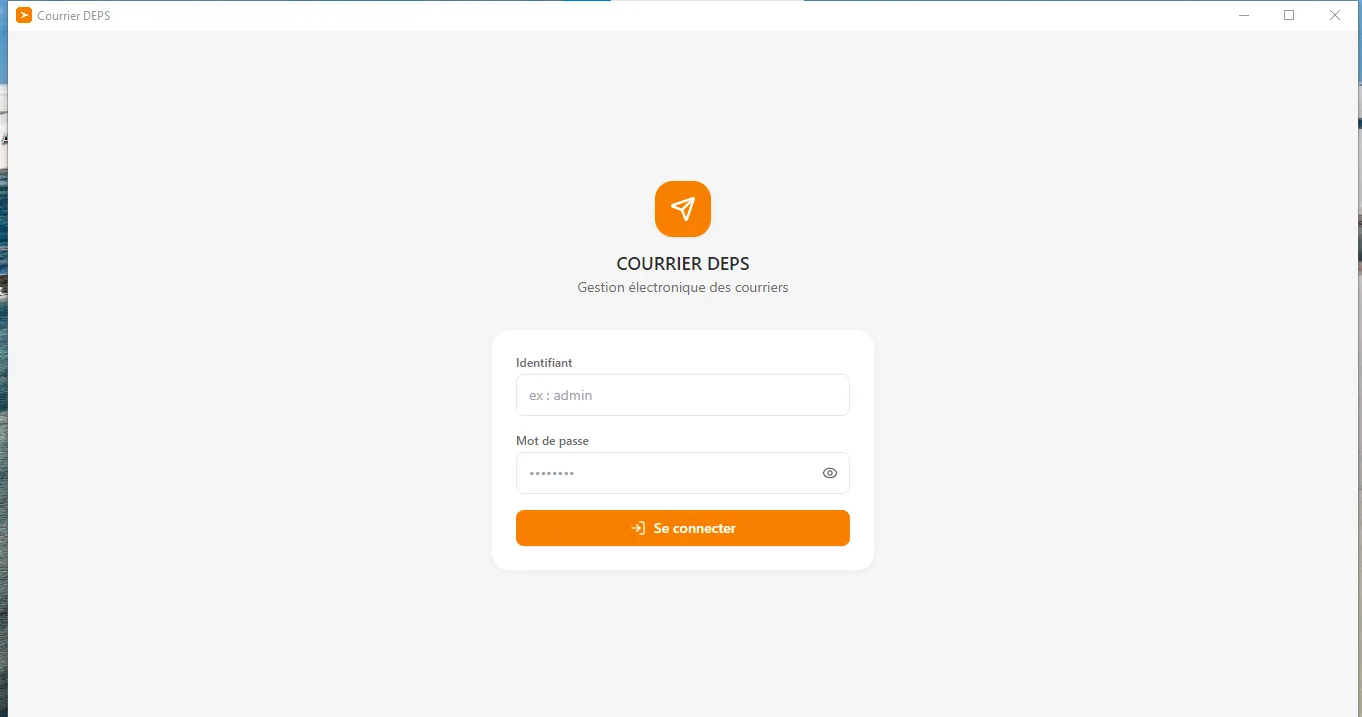 Courrier DEPS
COURRIER DEPS
Gestion électronique des courriers
Identifiant
ex : admin
Mot de passe
••••••••
Se connecter